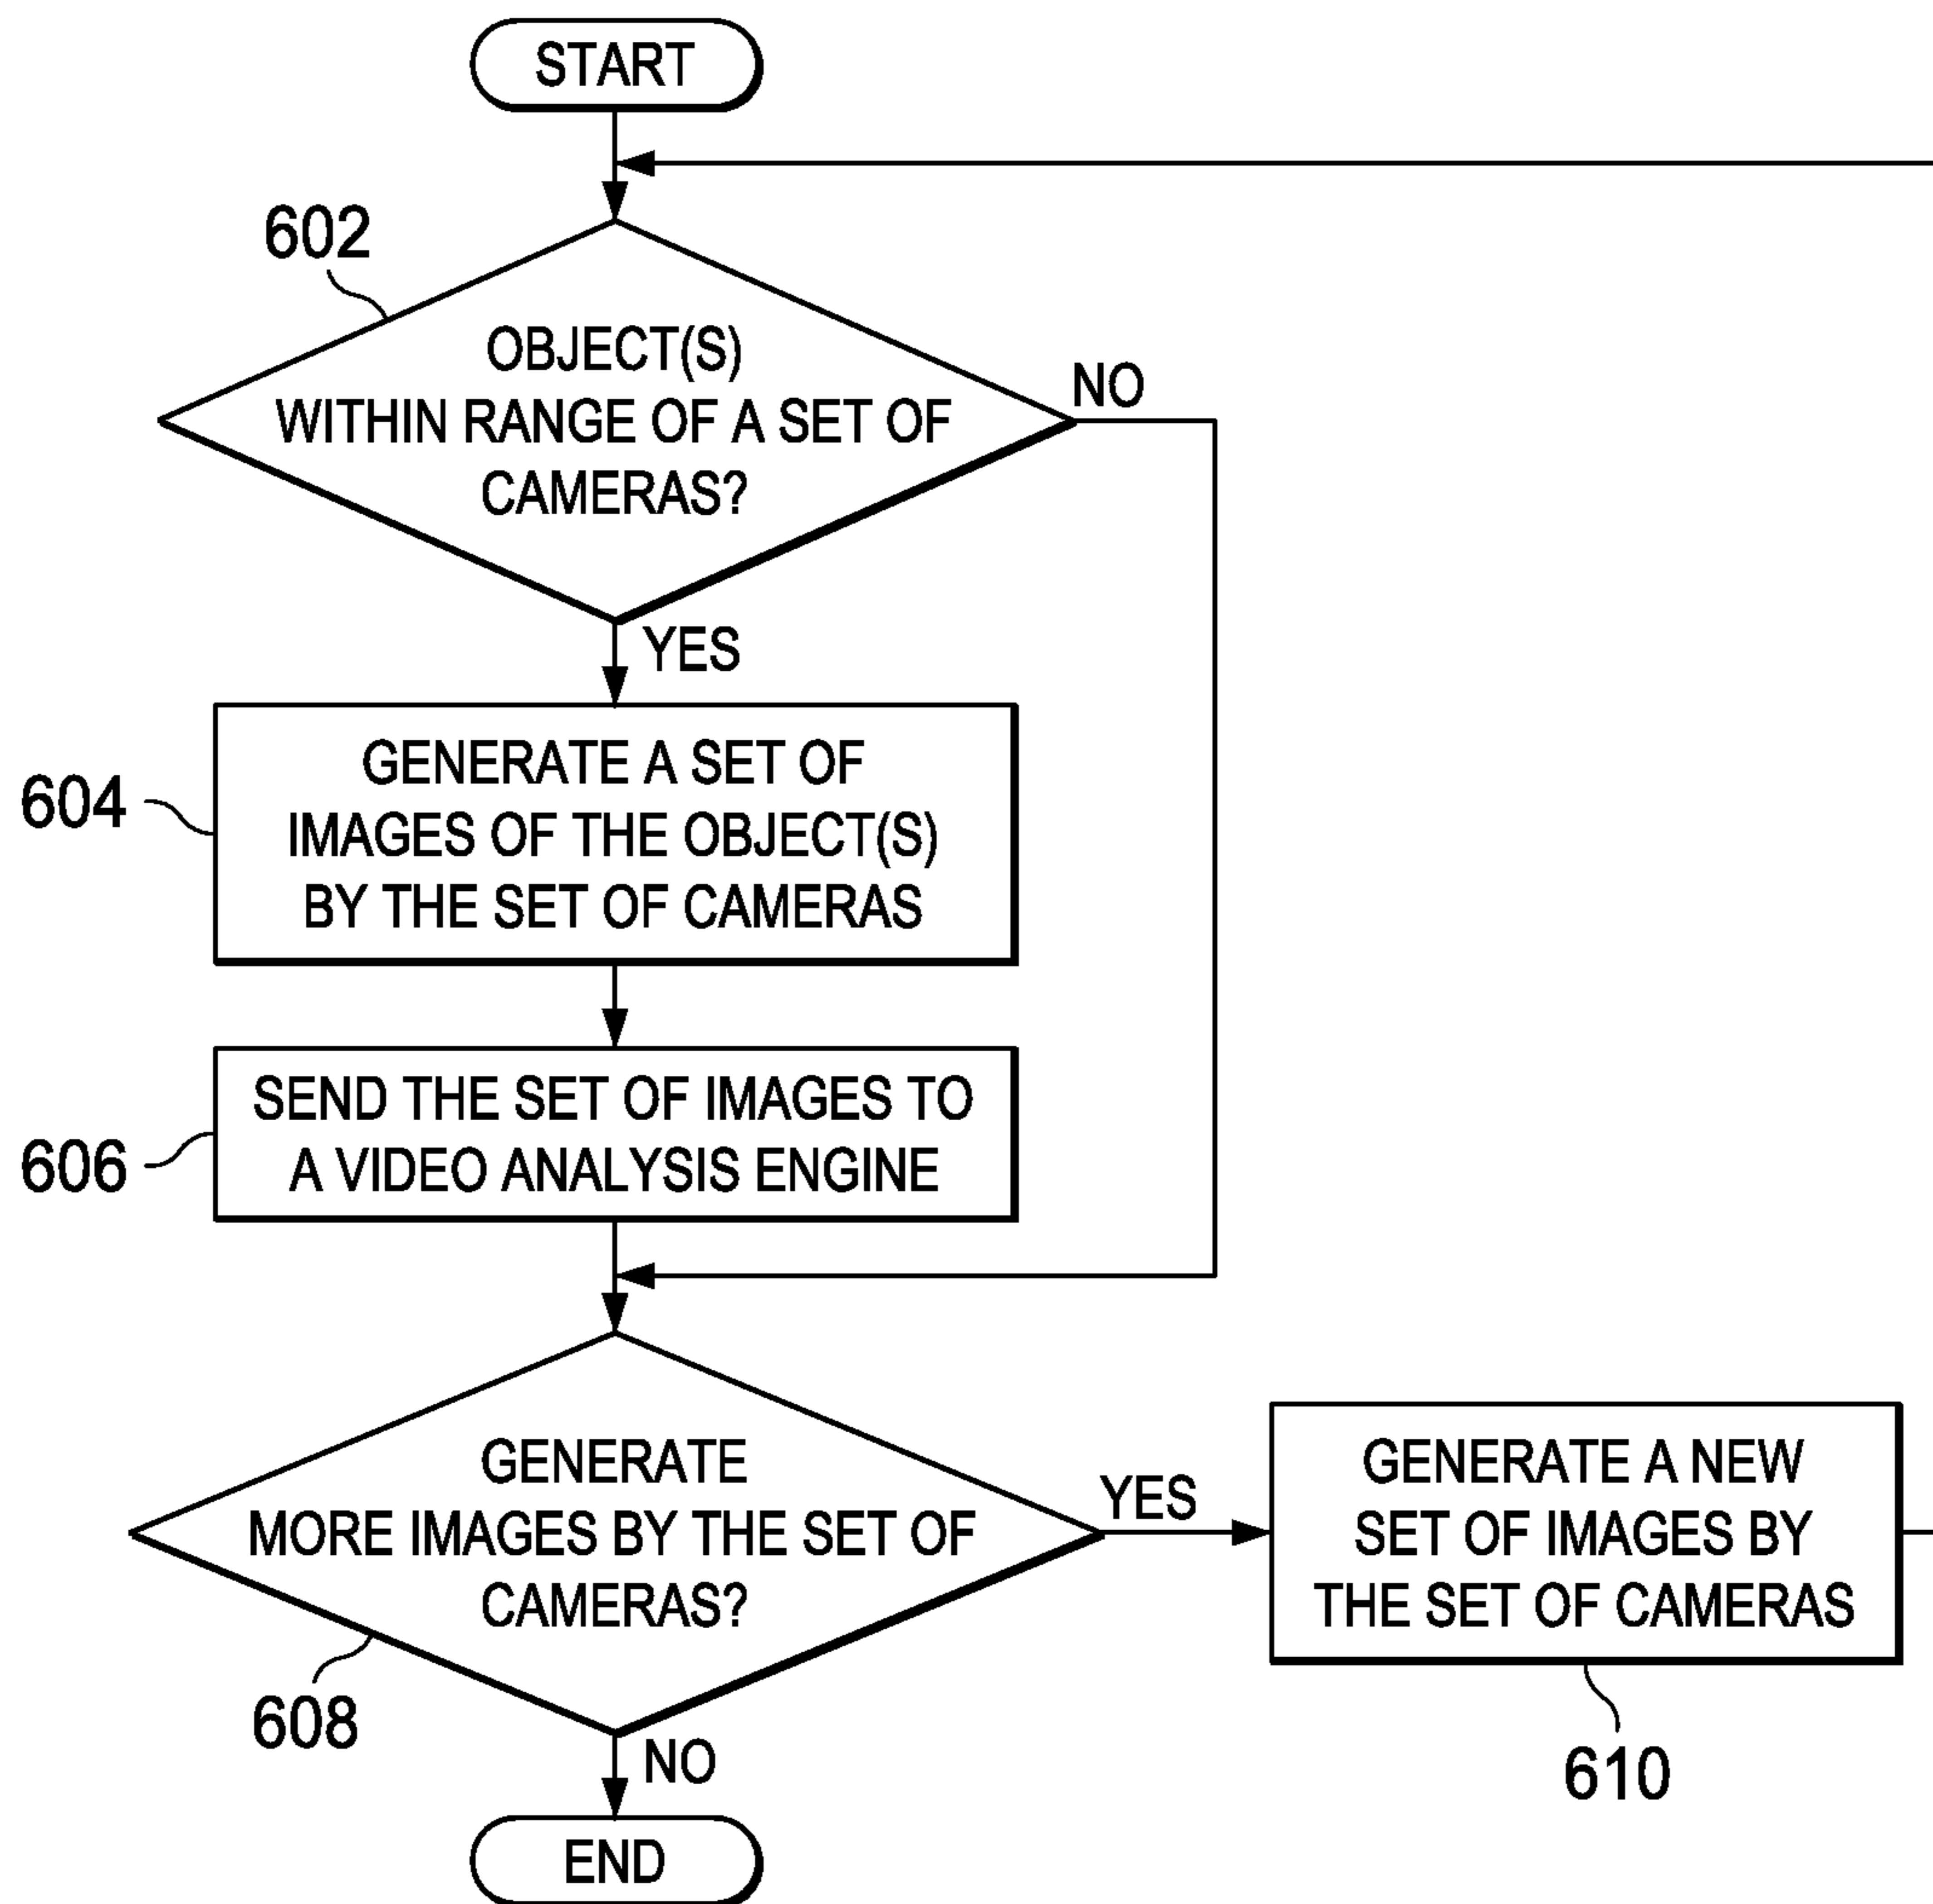 START
602
OBJECT(S)
WITHIN RANGE OF A SET OF
CAMERAS?
NO
YES
604
GENERATE A SET OF
IMAGES OF THE OBJECT(S)
BY THE SET OF CAMERAS
606
SEND THE SET OF IMAGES TO
A VIDEO ANALYSIS ENGINE
GENERATE
MORE IMAGES BY THE SET OF
CAMERAS?
608
YES
GENERATE A NEW
SET OF IMAGES BY
THE SET OF CAMERAS
610
NO
END